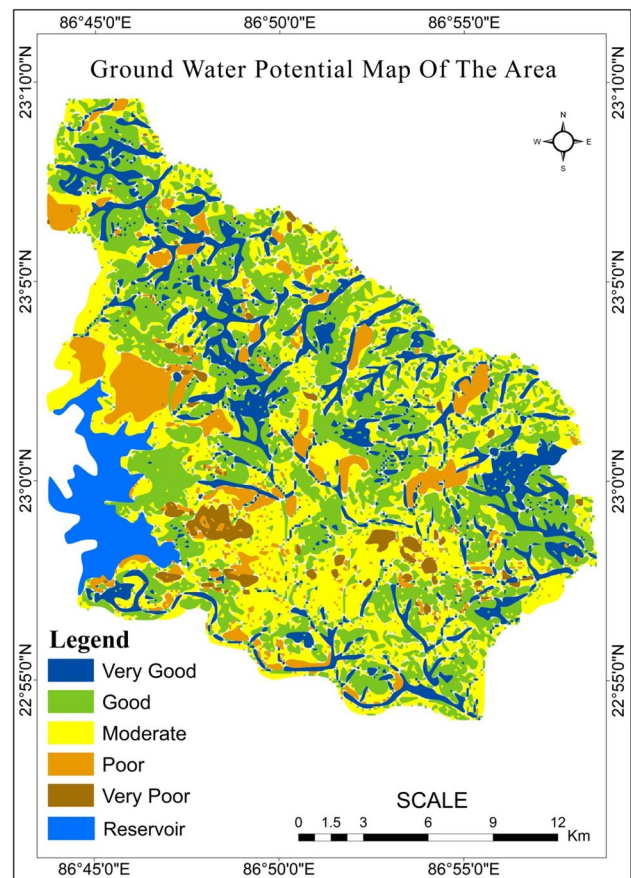 86°45'0"E 86°50'0"E 86°55'0"E
Ground Water Potential Map Of The Area
N
W E
S
23°10'0"N 23°10'0"N
23°5'0"N 23°5'0"N
23°0'0"N 23°0'0"N
22°55'0"N 22°55'0"N
Legend
Very Good
Good
Moderate
Poor
Very Poor
Reservoir
SCALE
0 1.5 3 6 9 12
Km
86°45'0"E 86°50'0"E 86°55'0"E